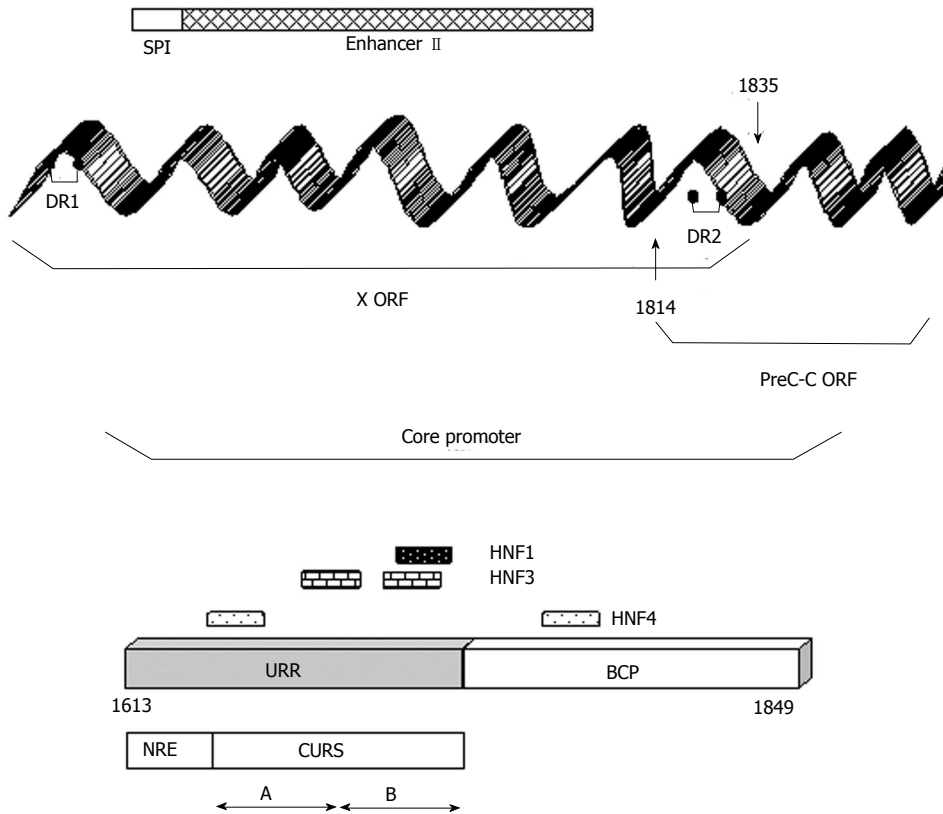 SPI
Enhancer Ⅱ
1835
DR1
DR2
X ORF
1814
PreC-C ORF
Core promoter
HNF1
HNF3
HNF4
URR
BCP
1613
1849
NRE
CURS
A
B